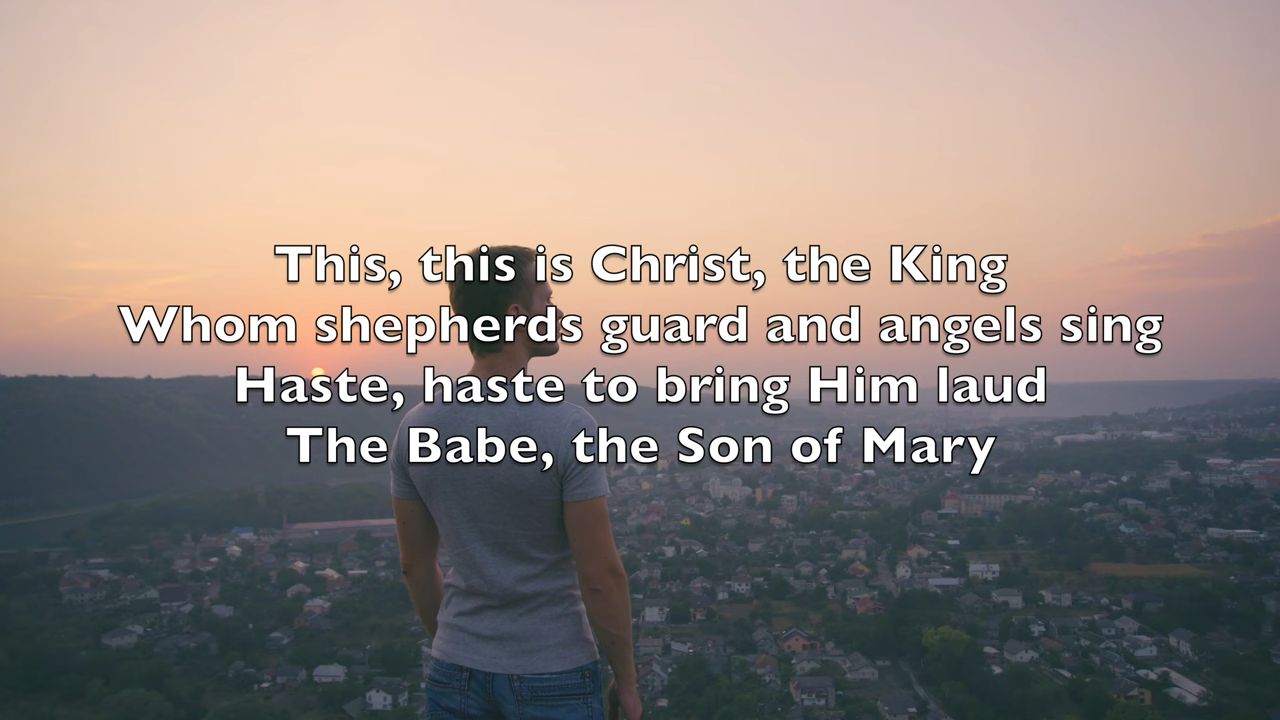 This, this is Christ, the King
Whom shepherds guard and angels sing
Haste, haste to bring Him laud
The Babe, the Son of Mary